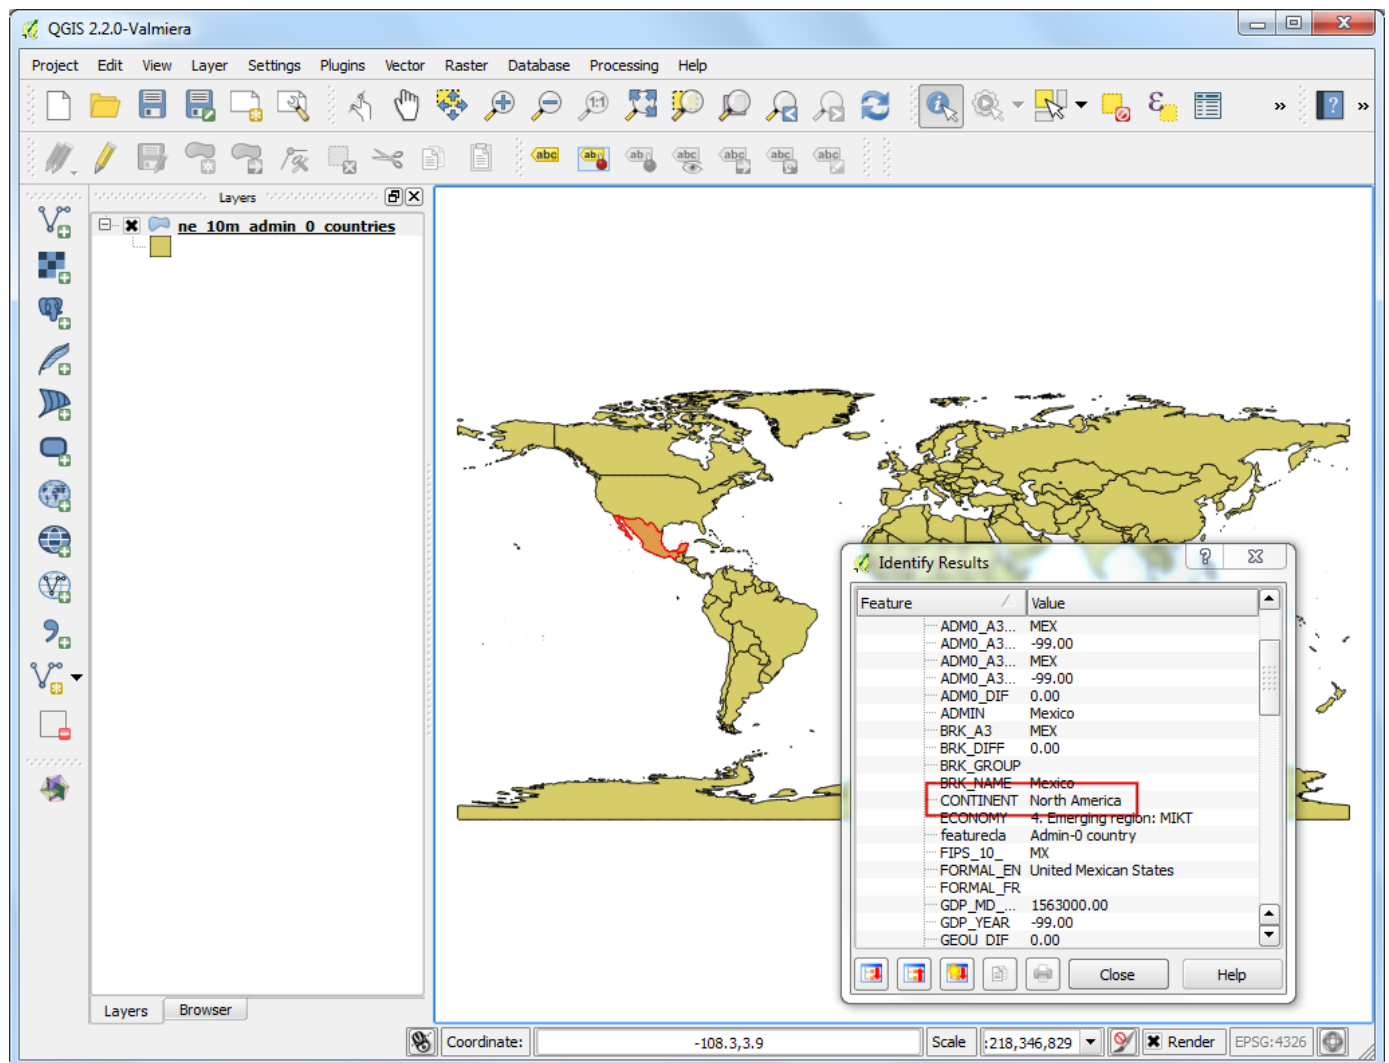 QGIS 2.2.0-Valmiera
Project Edit View Layer Settings Plugins Vector Raster Database Processing Help
1:1
»
?
»
abc
Layers
ne_10m_admin_0_countries
Identify Results
Feature Value
ADM0_A3... MEX
ADM0_A3... -99.00
ADM0_A3... MEX
ADM0_A3... -99.00
ADM0_DIF 0.00
ADMIN Mexico
BRK_A3 MEX
BRK_DIFF 0.00
BRK_GROUP
BRK_NAME Mexico
CONTINENT North America
ECONOMY 4. Emerging region: MIKT
featurecla Admin-0 country
FIPS_10_ MX
FORMAL_EN United Mexican States
FORMAL_FR
GDP_MD_... 1563000.00
GDP_YEAR -99.00
GEOU_DIF 0.00
Close Help
Layers Browser
Coordinate: -108.3,3.9 Scale :218,346,829 Render EPSG:4326